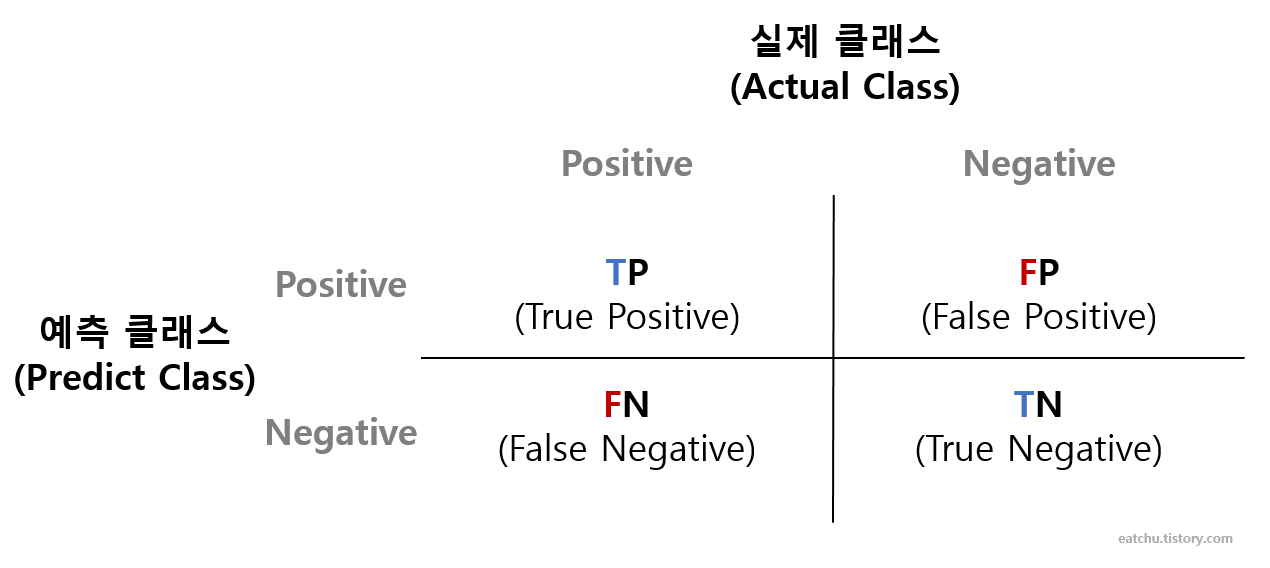 실제 클래스
(Actual Class)
Positive
Negative
예측 클래스
(Predict Class)
Positive
TP
(True Positive)
FP
(False Positive)
Negative
FN
(False Negative)
TN
(True Negative)
eatchu.tistory.com